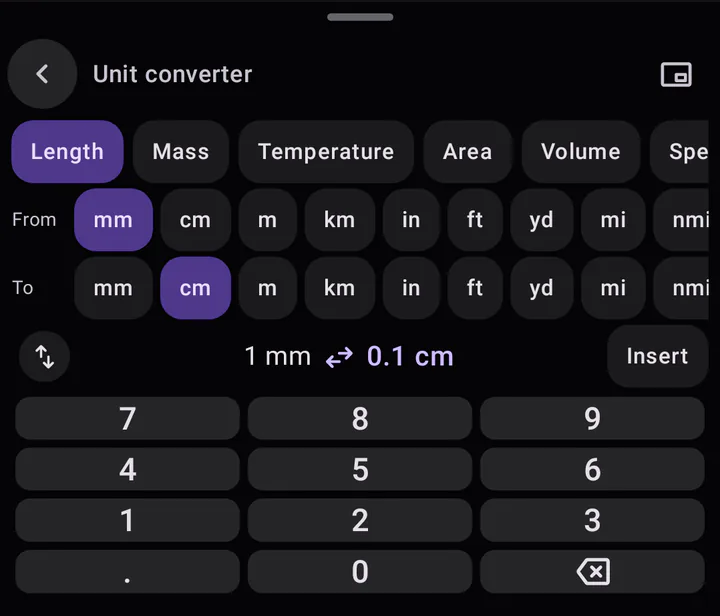 Unit converter
Length Mass Temperature Area Volume Spe
From mm cm m km in ft yd mi nmi
To mm cm m km in ft yd mi nmi
1 mm 0.1 cm Insert
7 8 9
4 5 6
1 2 3
. 0